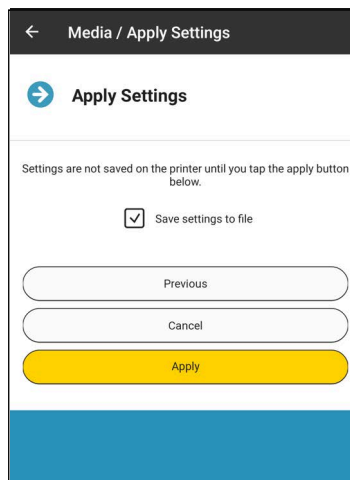 Media / Apply Settings
Apply Settings
Settings are not saved on the printer until you tap the apply button
below.
Save settings to file
Previous
Cancel
Apply